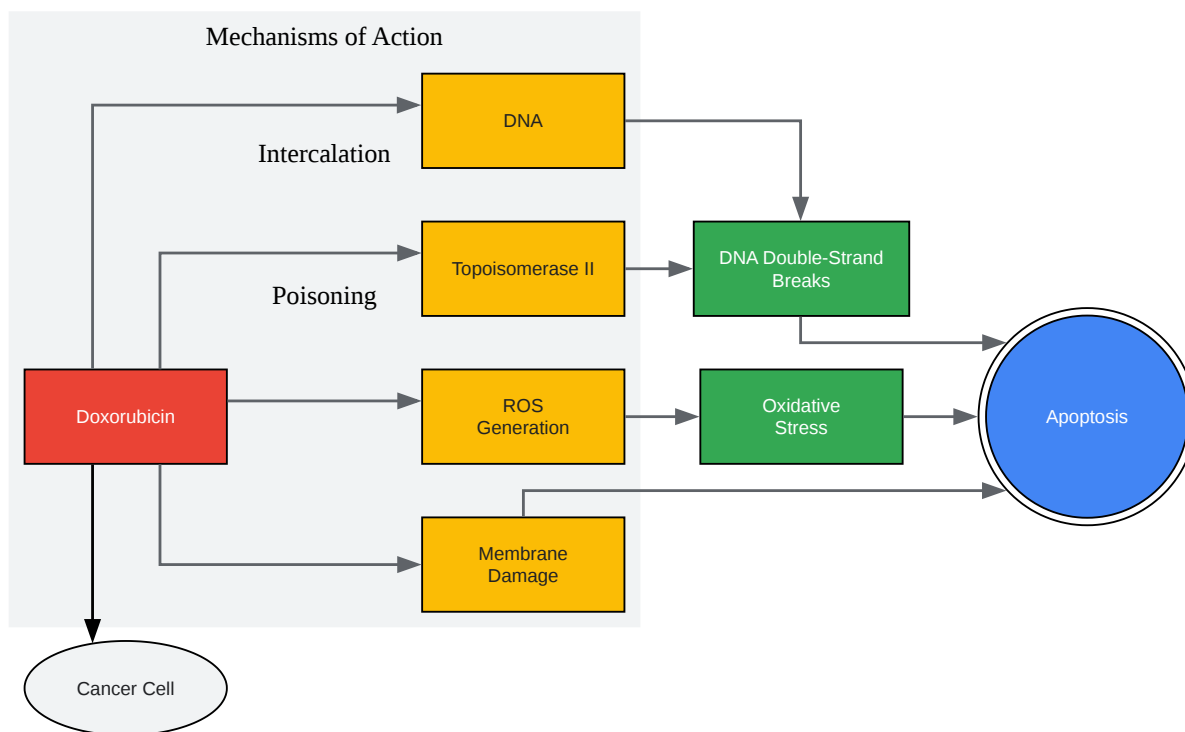 Mechanisms of Action
DNA
Intercalation
Topoisomerase II
DNA Double-Strand
Breaks
Poisoning
Doxorubicin
ROS
Generation
Oxidative
Stress
Apoptosis
Membrane
Damage
Cancer Cell